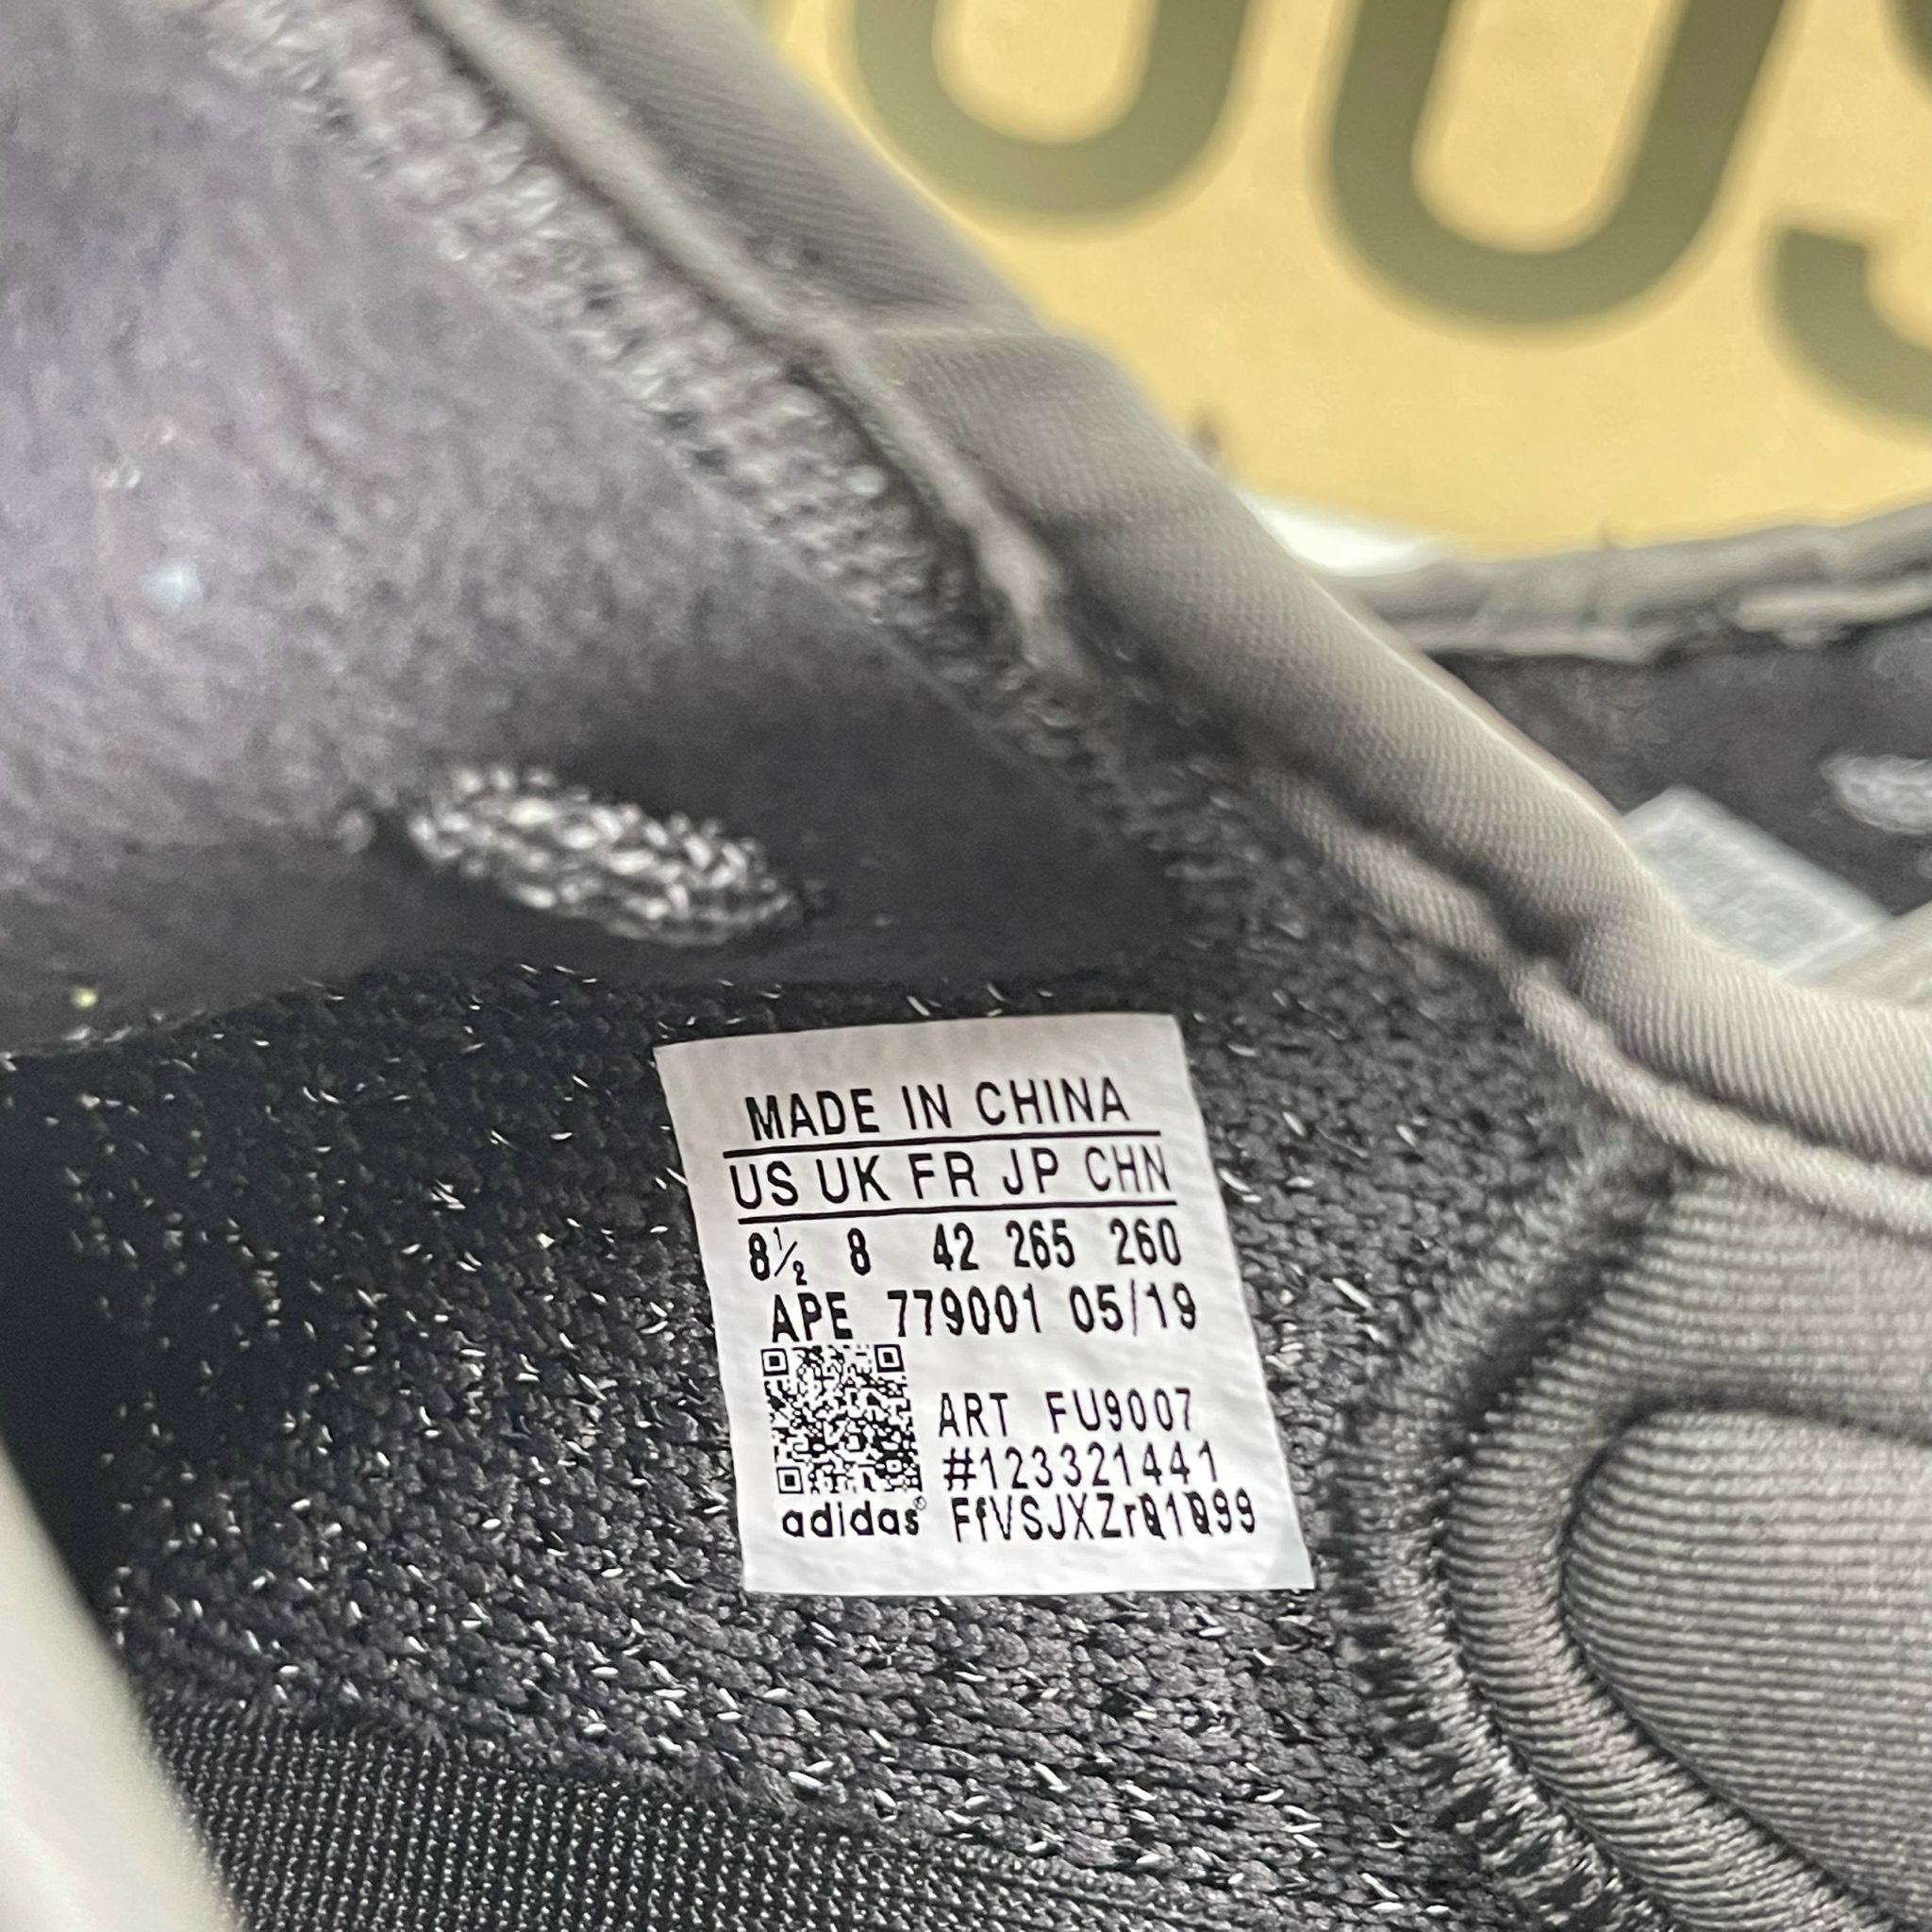 MADE IN CHINA
US UK FR JP CHN
8½ 8 42 265 260
APE 779001 05/19
ART FU9007
#123321441
adidas®